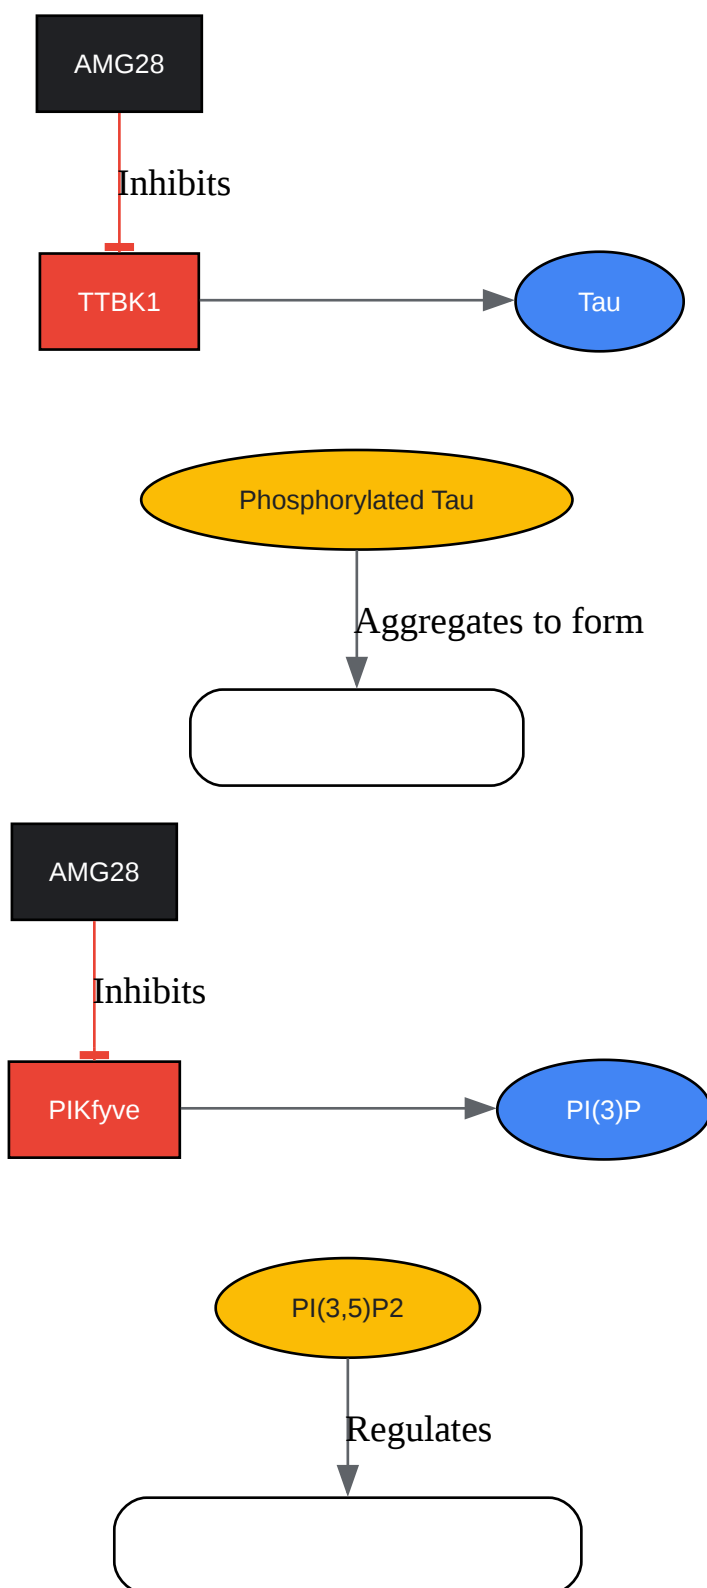 AMG28
Inhibits
TTBK1
Tau
Phosphorylated Tau
Aggregates to form
AMG28
Inhibits
PIKfyve
PI(3)P
PI(3,5)P2
Regulates